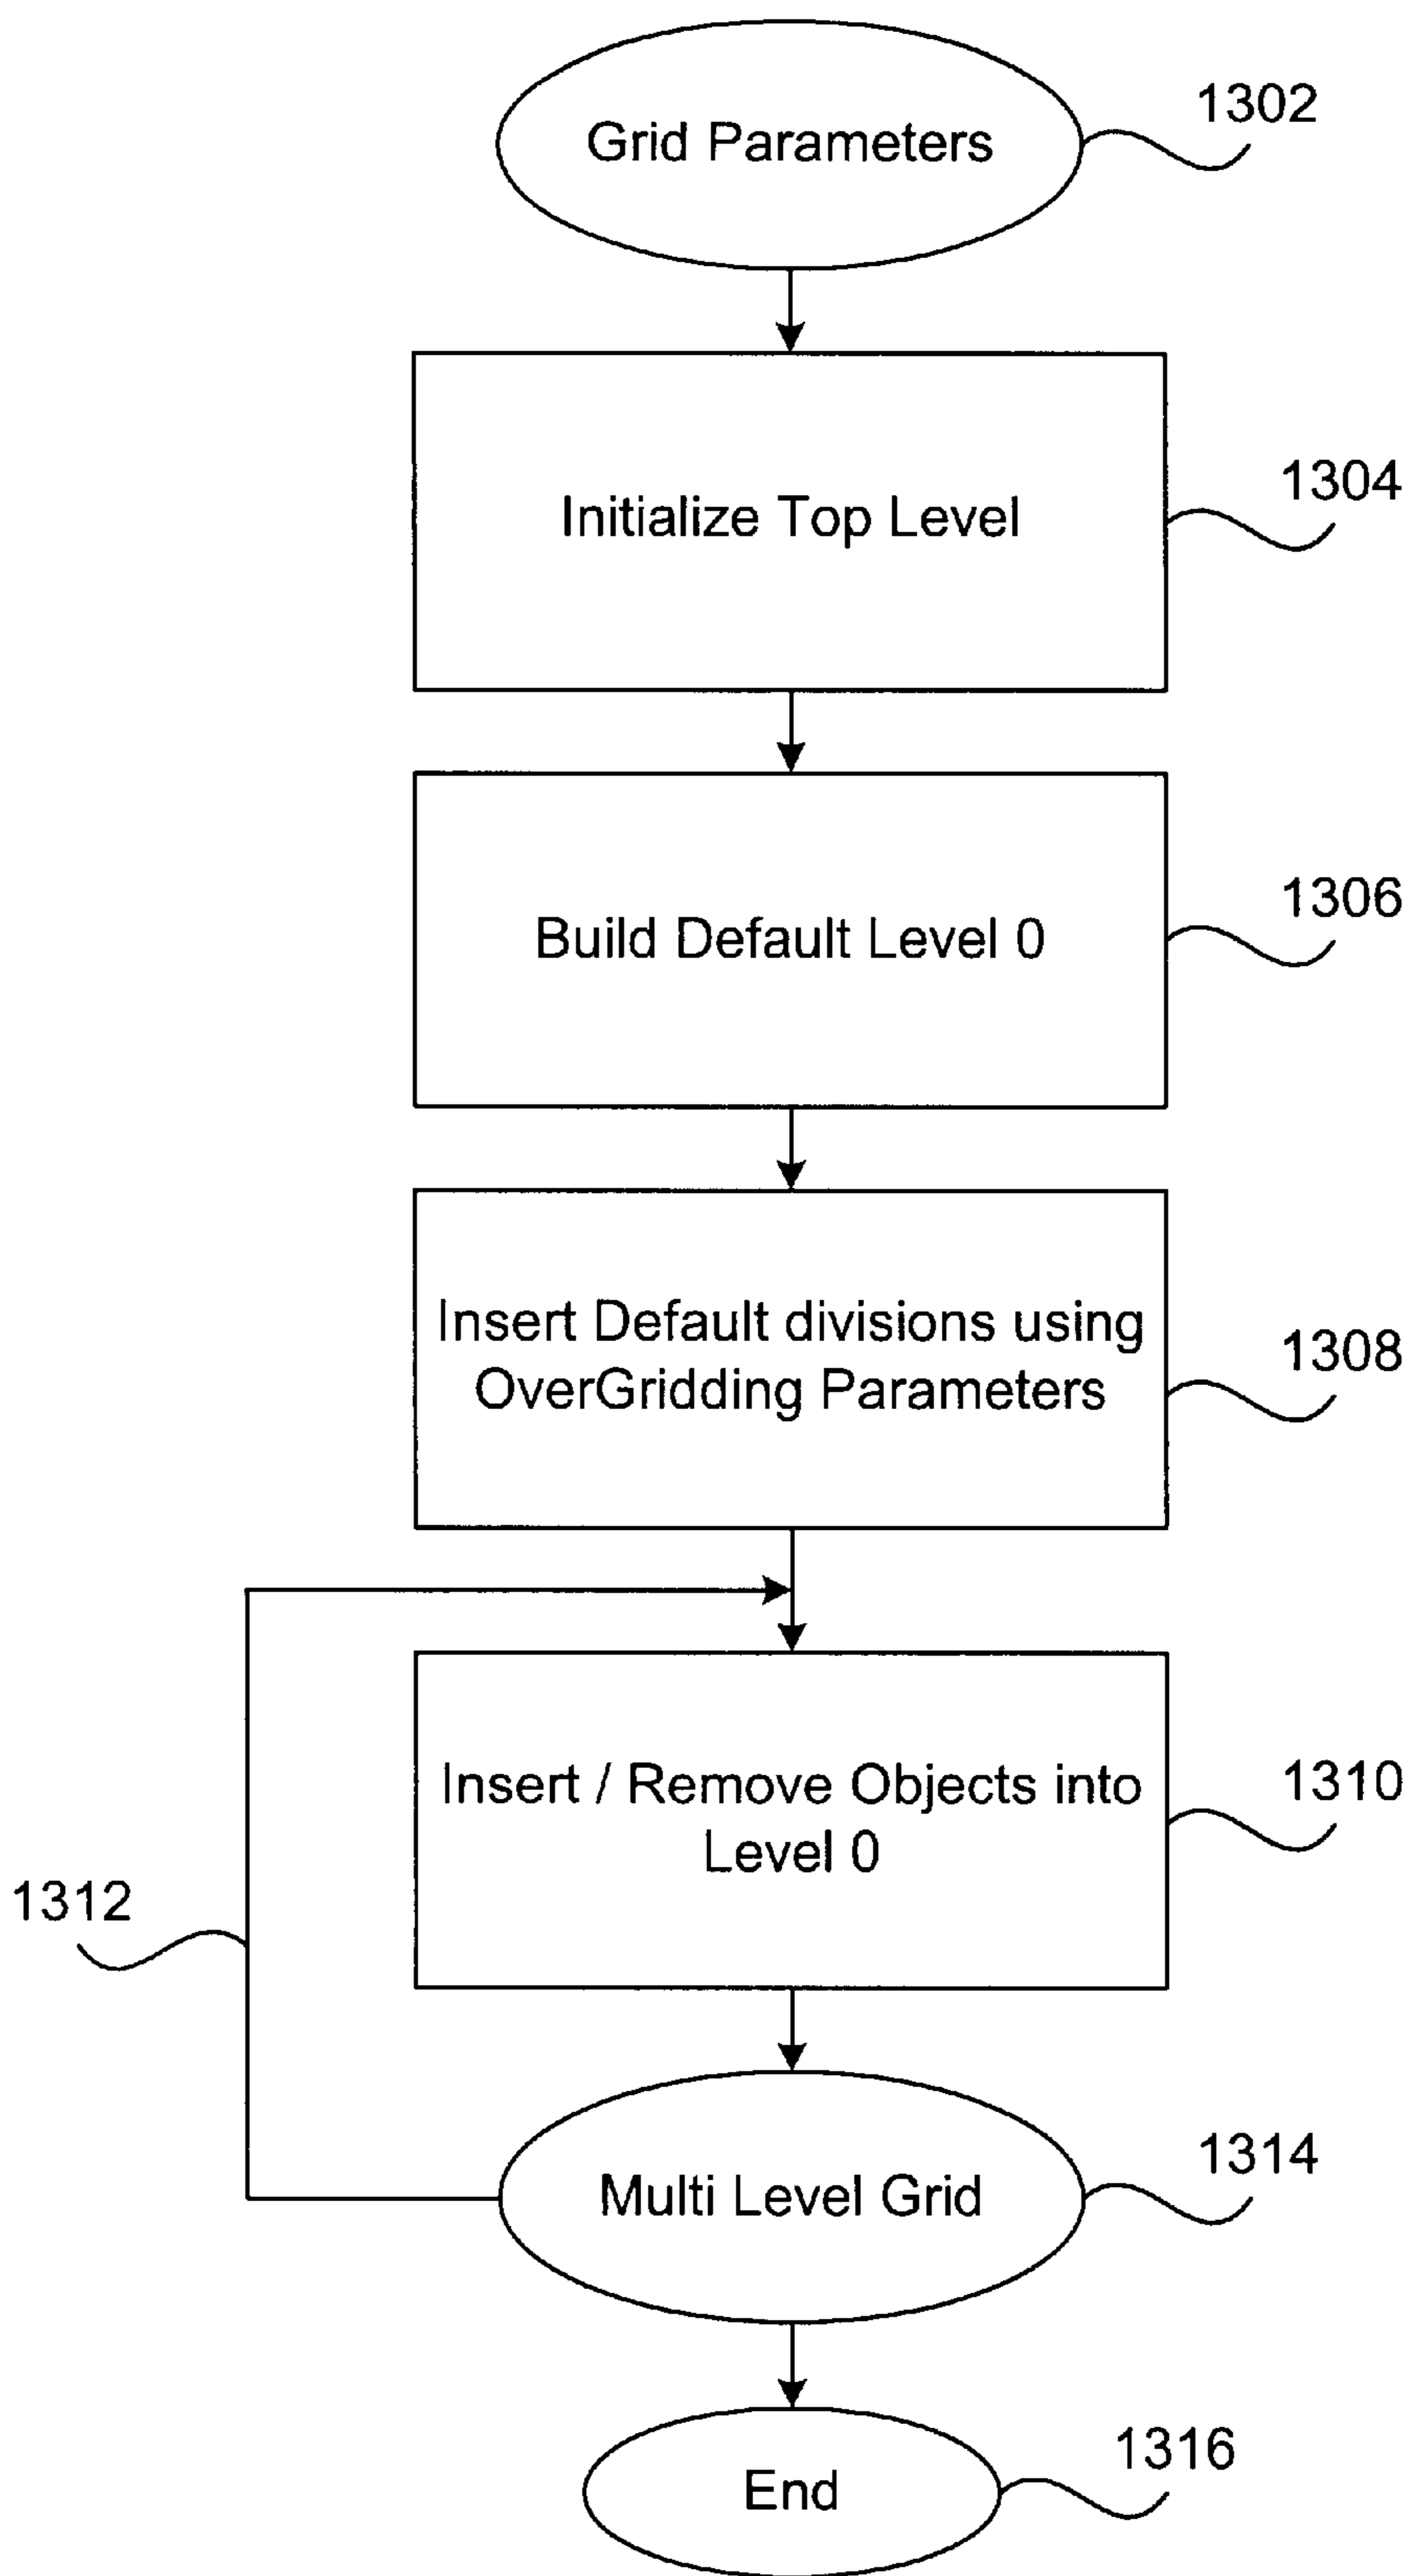 Grid Parameters
1302
Initialize Top Level
1304
Build Default Level 0
1306
Insert Default divisions using
OverGridding Parameters
1308
Insert / Remove Objects into
Level 0
1310
1312
Multi Level Grid
1314
End
1316